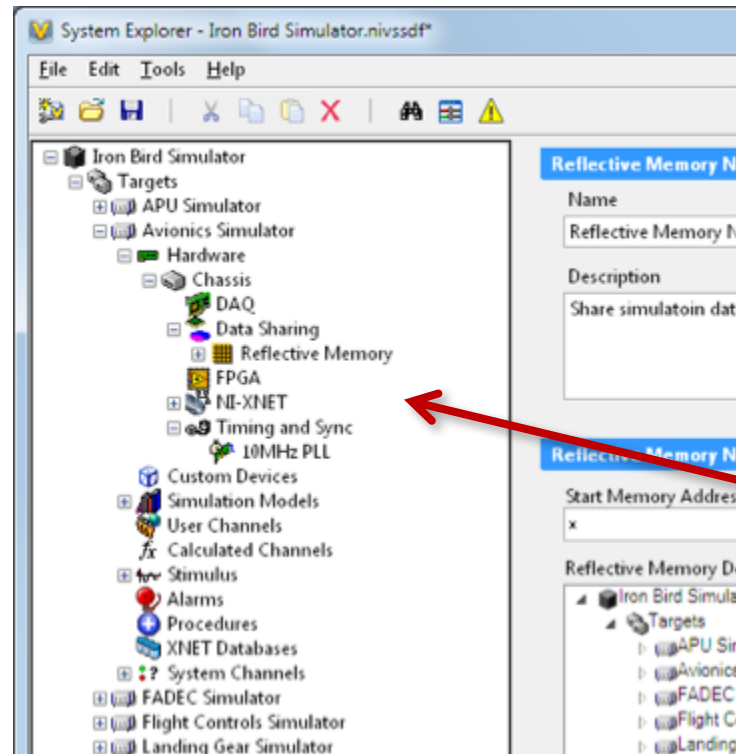 System Explorer - Iron Bird Simulator.nivssdf*
File Edit Tools Help
Iron Bird Simulator
Targets
APU Simulator
Avionics Simulator
Hardware
Chassis
DAQ
Data Sharing
Reflective Memory
FPGA
NI-XNET
Timing and Sync
10MHz PLL
Custom Devices
Simulation Models
User Channels
fx Calculated Channels
Stimulus
Alarms
Procedures
XNET Databases
System Channels
FADEC Simulator
Flight Controls Simulator
Landing Gear Simulator
Reflective Memory N
Name
Reflective Memory N
Description
Share simulatoin dat
Reflective Memory N
Start Memory Addres
x
Reflective Memory D
Iron Bird Simula
Targets
APU Sim
Avionics
FADEC
Flight Co
Landing